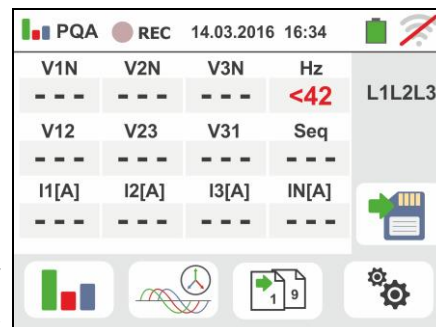 PQA REC 14.03.2016 16:34
V1N V2N V3N Hz
--- --- --- <42 L1L2L3
V12 V23 V31 Seq
--- --- --- ---
I1[A] I2[A] I3[A] IN[A]
--- --- --- ---
1 9